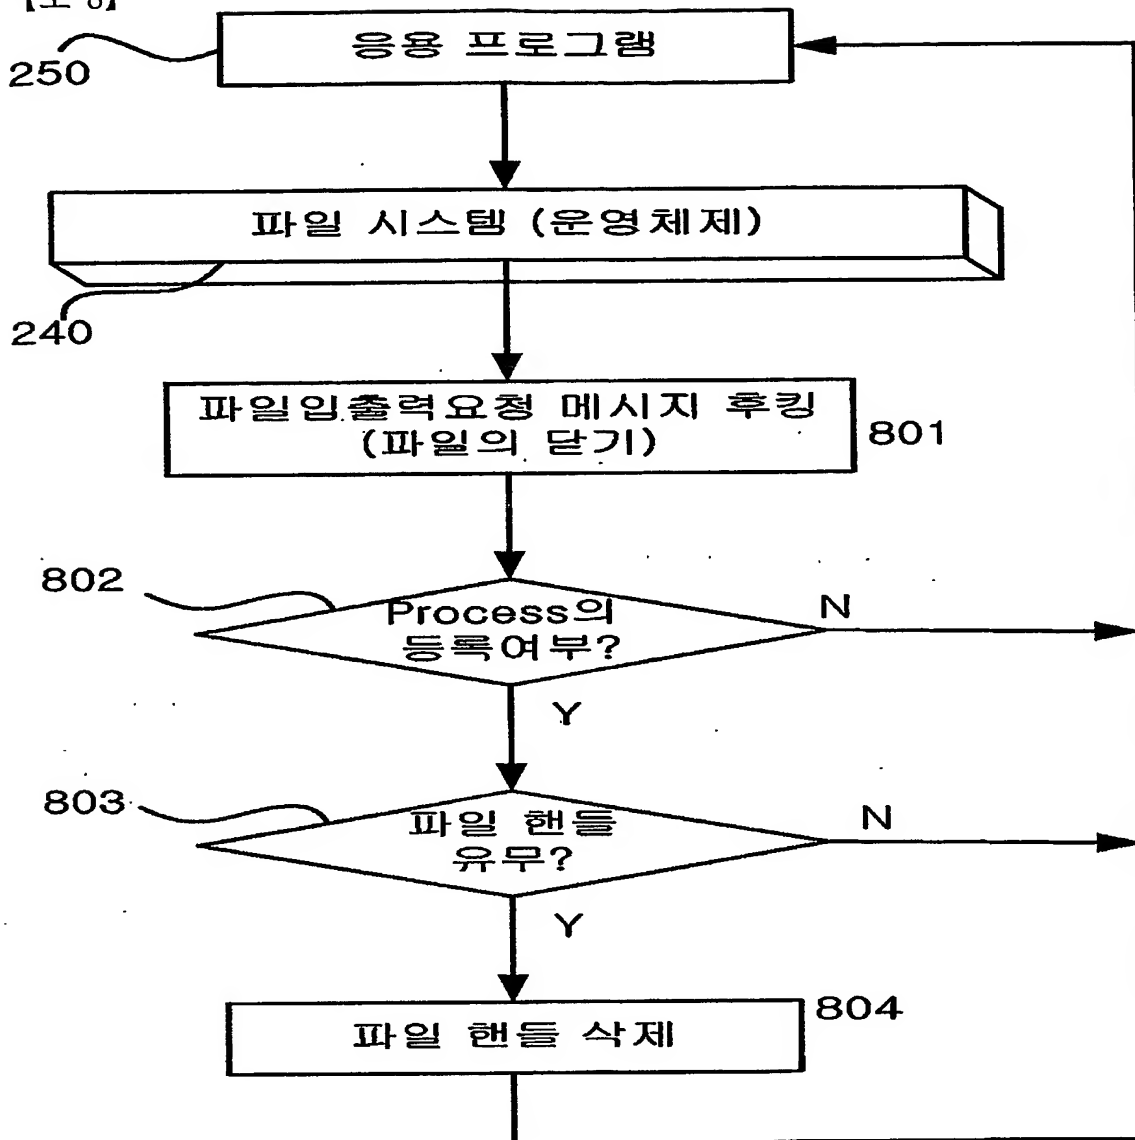 응용 프로그램
250
파일 시스템 (운영체제)
240
파일입출력요청 메시지 후킹
(파일의 닫기)
801
802
Process의
등록여부?
N
Y
803
파일 핸들
유무?
N
Y
804
파일 핸들 삭제